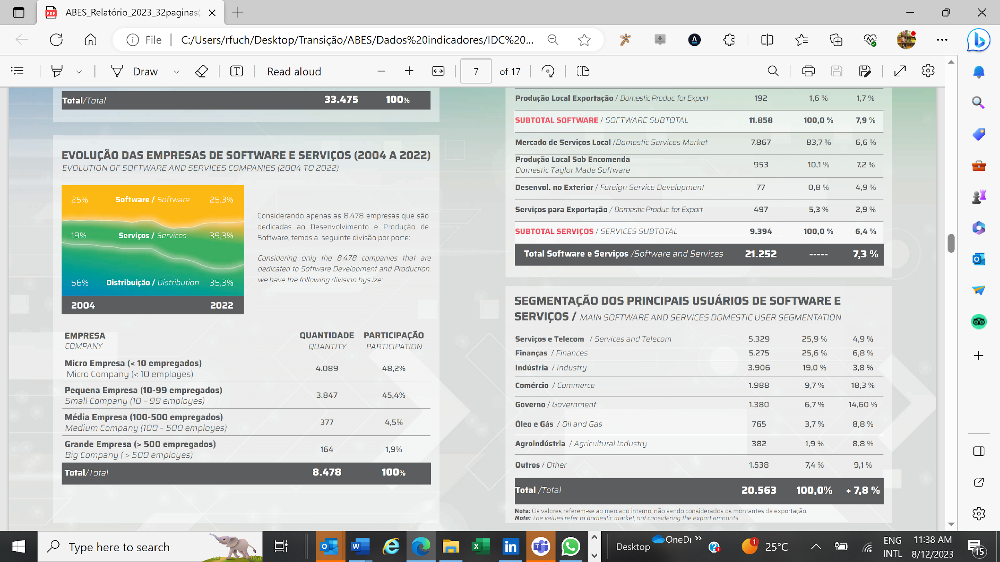 ABES_Relatório_2023_32paginas(
File
C:/Users/rfuch/Desktop/Transição/ABES/Dados%20indicadores/IDC%20...
Draw
Read aloud
7 of 17
Total/Total 33.475 100%
EVOLUÇÃO DAS EMPRESAS DE SOFTWARE E SERVIÇOS (2004 A 2022)
EVOLUTION OF SOFTWARE AND SERVICES COMPANIES (2004 TO 2022)
25% Software / Software 25,3%
19% Serviços / Services 39,3%
56% Distribuição / Distribution 35,3%
2004 2022
Considerando apenas as 8.478 empresas que são
dedicadas ao Desenvolvimento e Produção de
Software, temos a seguinte divisão por porte:
Considering only the 8.478 companies that are
dedicated to Software Development and Production,
we have the following division bys ize:
EMPRESA QUANTIDADE PARTICIPAÇÃO
COMPANY QUANTITY PARTICIPATION
Micro Empresa (< 10 empregados)
Micro Company (< 10 employes)
4.089 48,2%
Pequena Empresa (10-99 empregados)
Small Company (10 – 99 employes)
3.847 45,4%
Média Empresa (100-500 empregados)
Medium Company (100 – 500 employes)
377 4,5%
Grande Empresa (> 500 empregados)
Big Company ( > 500 employes)
164 1,9%
Total/Total 8.478 100%
Produção Local Exportação / Domestic Produc. for Export 192 1,6 % 1,7 %
SUBTOTAL SOFTWARE / SOFTWARE SUBTOTAL 11.858 100,0 % 7,9 %
Mercado de Serviços Local /Domestic Services Market 7.867 83,7 % 6,6 %
Produção Local Sob Encomenda
Domestic Taylor Made Software
953 10,1 % 7,2 %
Desenvol. no Exterior / Foreign Service Development 77 0,8 % 4,9 %
Serviços para Exportação / Domestic Produc. for Export 497 5,3 % 2,9 %
SUBTOTAL SERVIÇOS / SERVICES SUBTOTAL 9.394 100,0 % 6,4 %
Total Software e Serviços /Software and Services 21.252 ----- 7,3 %
SEGMENTAÇÃO DOS PRINCIPAIS USUÁRIOS DE SOFTWARE E
SERVIÇOS / MAIN SOFTWARE AND SERVICES DOMESTIC USER SEGMENTATION
Serviços e Telecom / Services and Telecom 5.329 25,9 % 4,9 %
Finanças / Finances 5.275 25,6 % 6,8 %
Indústria / Industry 3.906 19,0 % 3,8 %
Comércio / Commerce 1.988 9,7 % 18,3 %
Governo / Government 1.380 6,7 % 14,60 %
Óleo e Gás / Oil and Gas 765 3,7 % 8,8 %
Agroindústria / Agricultural Industry 382 1,9 % 8,8 %
Outros / Other 1.538 7,4 % 9,1 %
Total /Total 20.563 100,0% + 7,8 %
Nota: Os valores referem-se ao mercado interno, não sendo considerados os montantes de exportação.
Note: The values refer to domestic market, not considering the export amounts
Type here to search
Desktop
OneDr
25°C
ENG
INTL
11:38 AM
8/12/2023
15